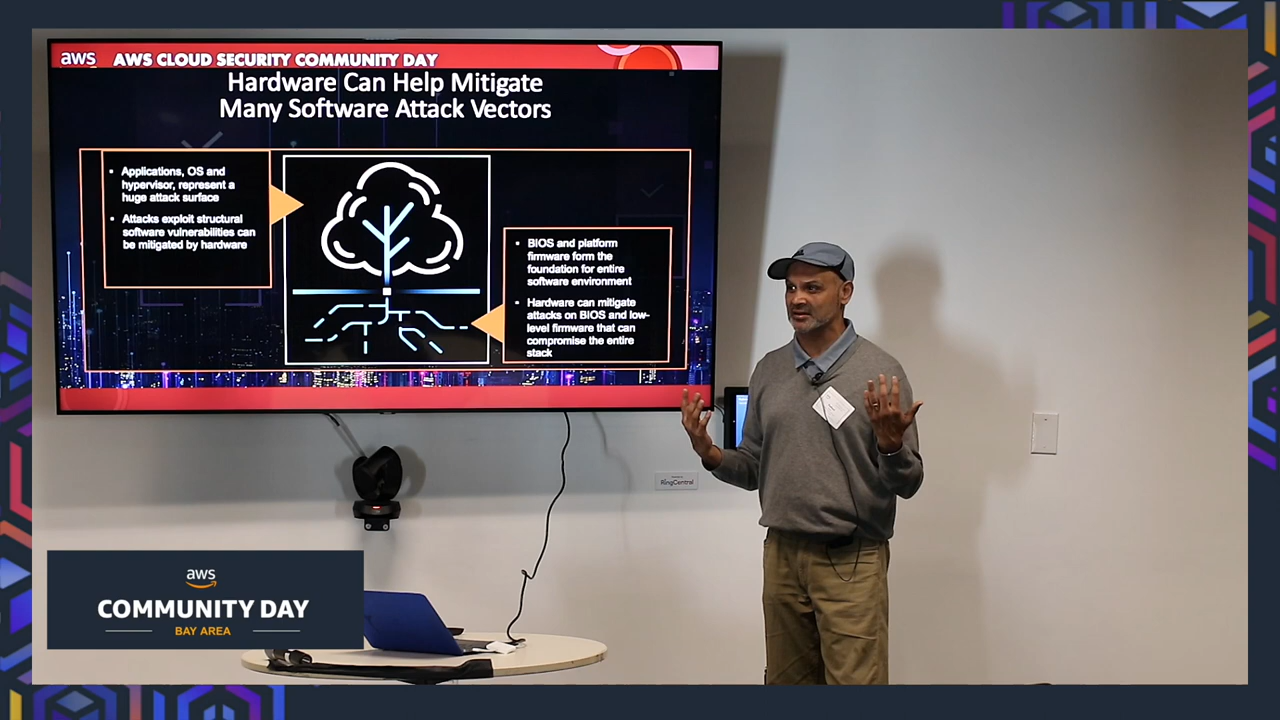 aws AWS CLOUD SECURITY COMMUNITY DAY
Hardware Can Help Mitigate
Many Software Attack Vectors
• Applications, OS and
hypervisor, represent a
huge attack surface
• Attacks exploit structural
software vulnerabilities can
be mitigated by hardware
• BIOS and platform
firmware form the
foundation for entire
software environment
• Hardware can mitigate
attacks on BIOS and low-
level firmware that can
compromise the entire
stack
RingCentral
aws
COMMUNITY DAY
BAY AREA